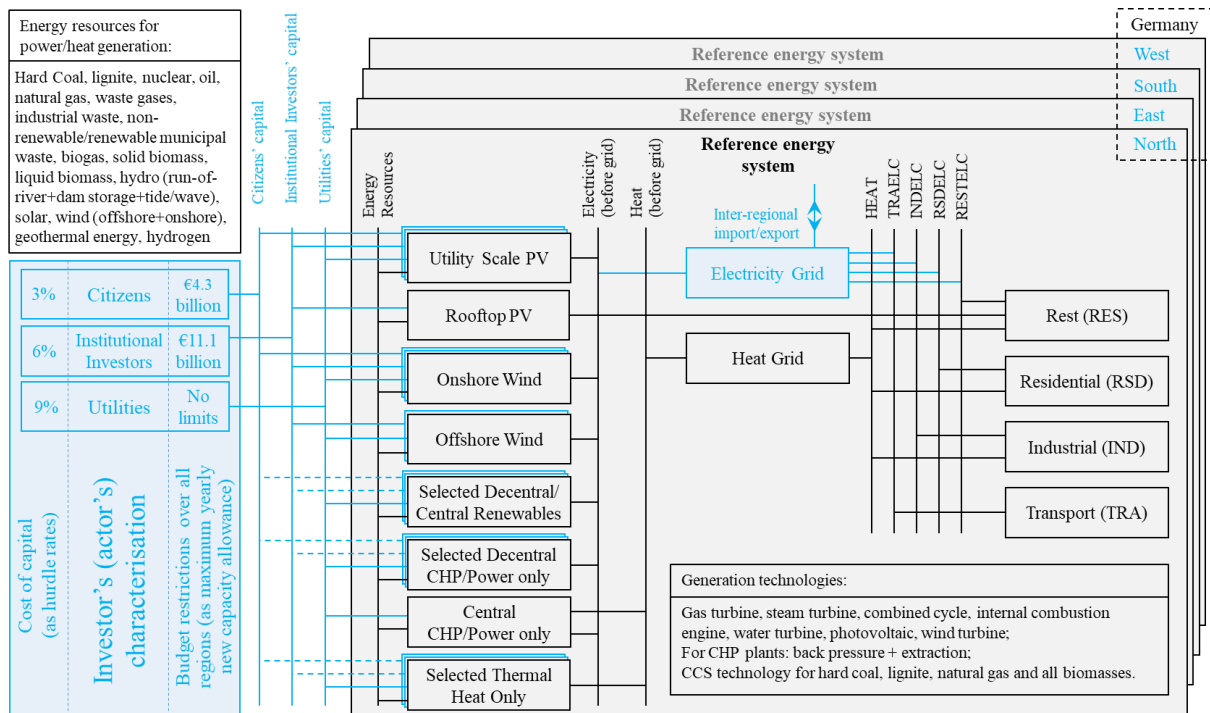 Energy resources for
power/heat generation:
Hard Coal, lignite, nuclear, oil,
natural gas, waste gases,
industrial waste, non-
renewable/renewable municipal
waste, biogas, solid biomass,
liquid biomass, hydro (run-of-
river+dam storage+tide/wave),
solar, wind (offshore+onshore),
geothermal energy, hydrogen
3%
Citizens
€4.3
billion
6%
Institutional
Investors
€11.1
billion
9%
Utilities
No
limits
Cost of capital
(as hurdle rates)
Investor's (actor's)
characterisation
Budget restrictions over all
regions (as maximum yearly
new capacity allowance)
Citizens' capital
Institutional Investors' capital
Utilities' capital
Germany
Reference energy system
West
Reference energy system
South
Reference energy system
East
Reference energy
system
North
Energy
Resources
Electricity
(before grid)
Heat
(before grid)
Inter-regional
import/export
HEAT
TRAELC
INDELC
RSDELC
RESTELC
Utility Scale PV
Rooftop PV
Onshore Wind
Offshore Wind
Selected Decentral/
Central Renewables
Selected Decentral
CHP/Power only
Central
CHP/Power only
Selected Thermal
Heat Only
Electricity Grid
Heat Grid
Rest (RES)
Residential (RSD)
Industrial (IND)
Transport (TRA)
Generation technologies:
Gas turbine, steam turbine, combined cycle, internal combustion
engine, water turbine, photovoltaic, wind turbine;
For CHP plants: back pressure + extraction;
CCS technology for hard coal, lignite, natural gas and all biomasses.